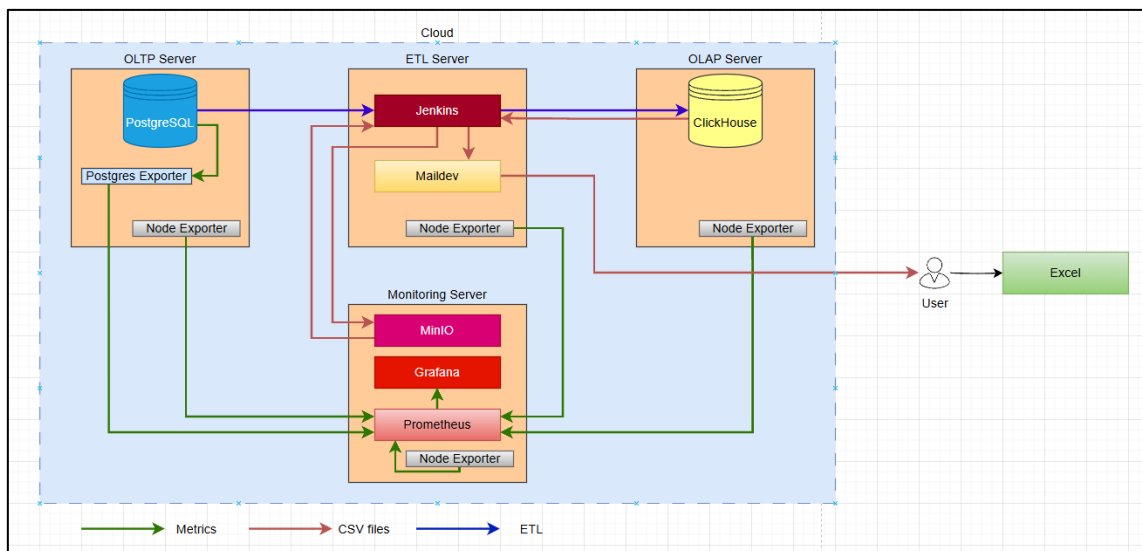 Cloud
OLTP Server
ETL Server
OLAP Server
PostgreSQL
Jenkins
ClickHouse
Postgres Exporter
Maildev
Node Exporter
Node Exporter
Node Exporter
Excel
User
Monitoring Server
MinIO
Grafana
Prometheus
Node Exporter
Metrics
CSV files
ETL